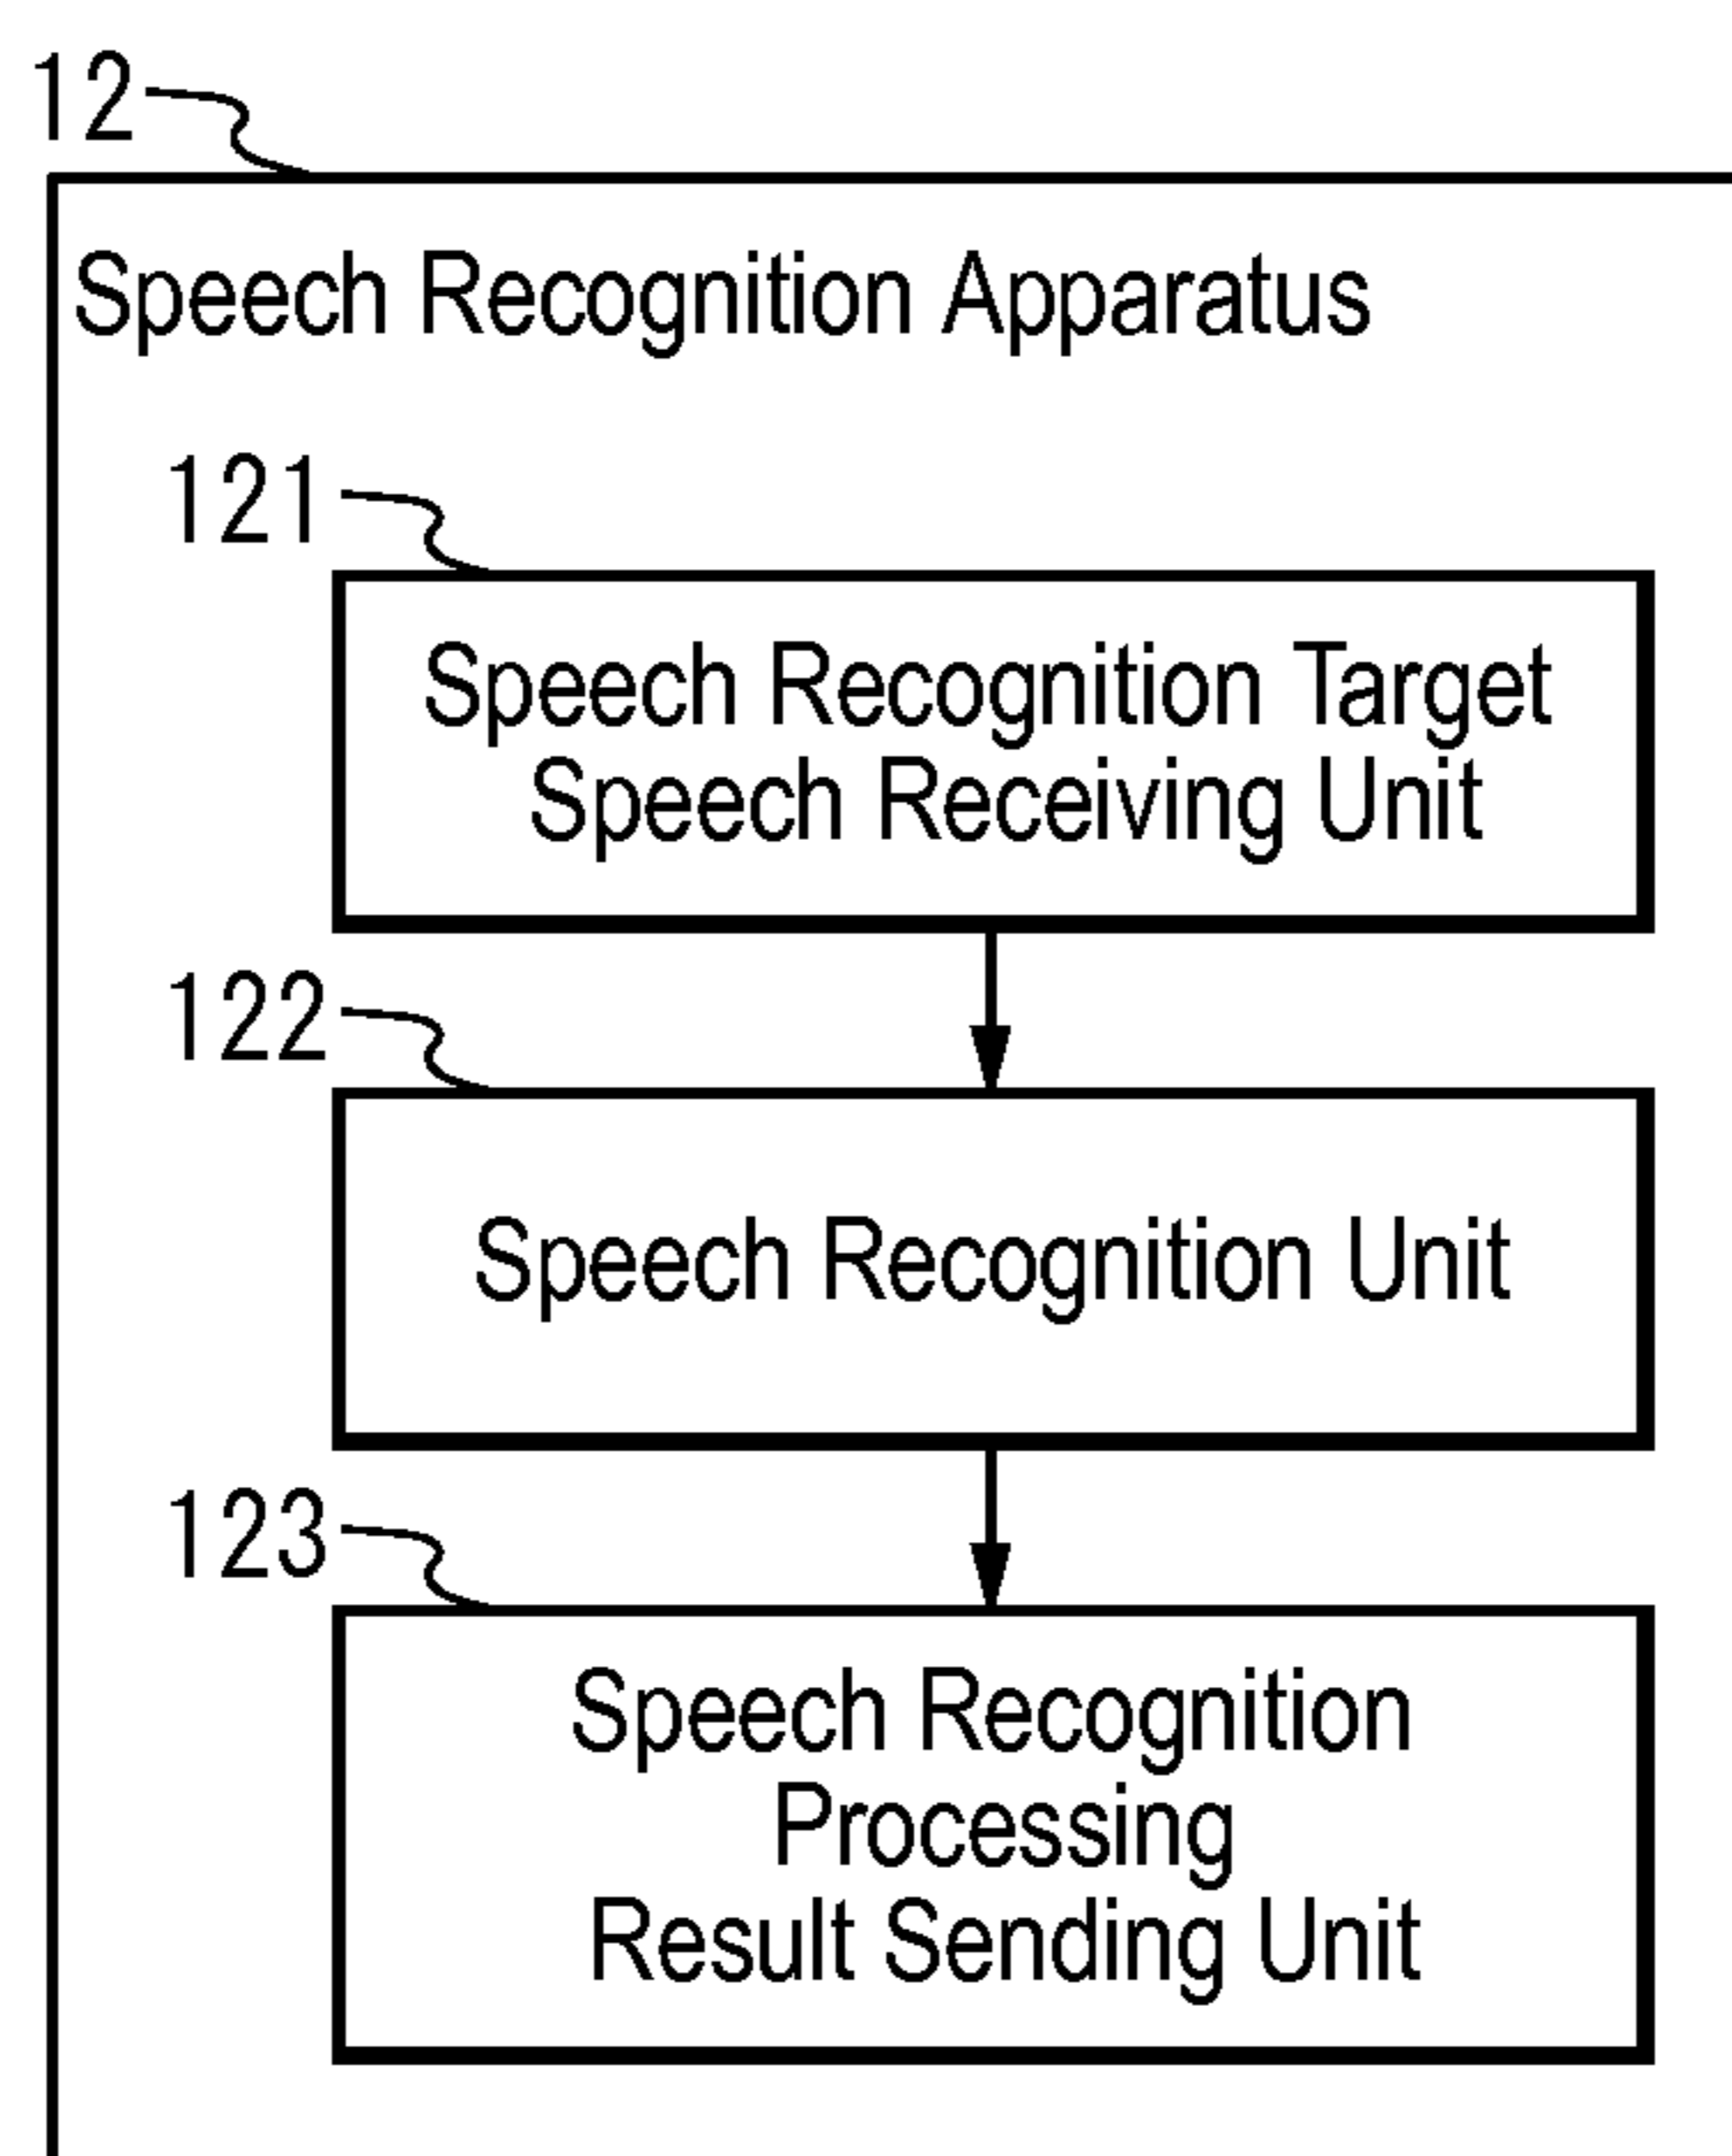 12
Speech Recognition Apparatus
121
Speech Recognition Target
Speech Receiving Unit
122
Speech Recognition Unit
123
Speech Recognition
Processing
Result Sending Unit